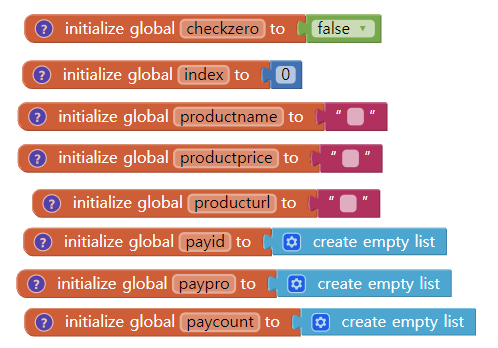 ? initialize global checkzero to false
? initialize global index to 0
? initialize global productname to " "
? initialize global productprice to " "
? initialize global producturl to " "
? initialize global payid to create empty list
? initialize global paypro to create empty list
? initialize global paycount to create empty list